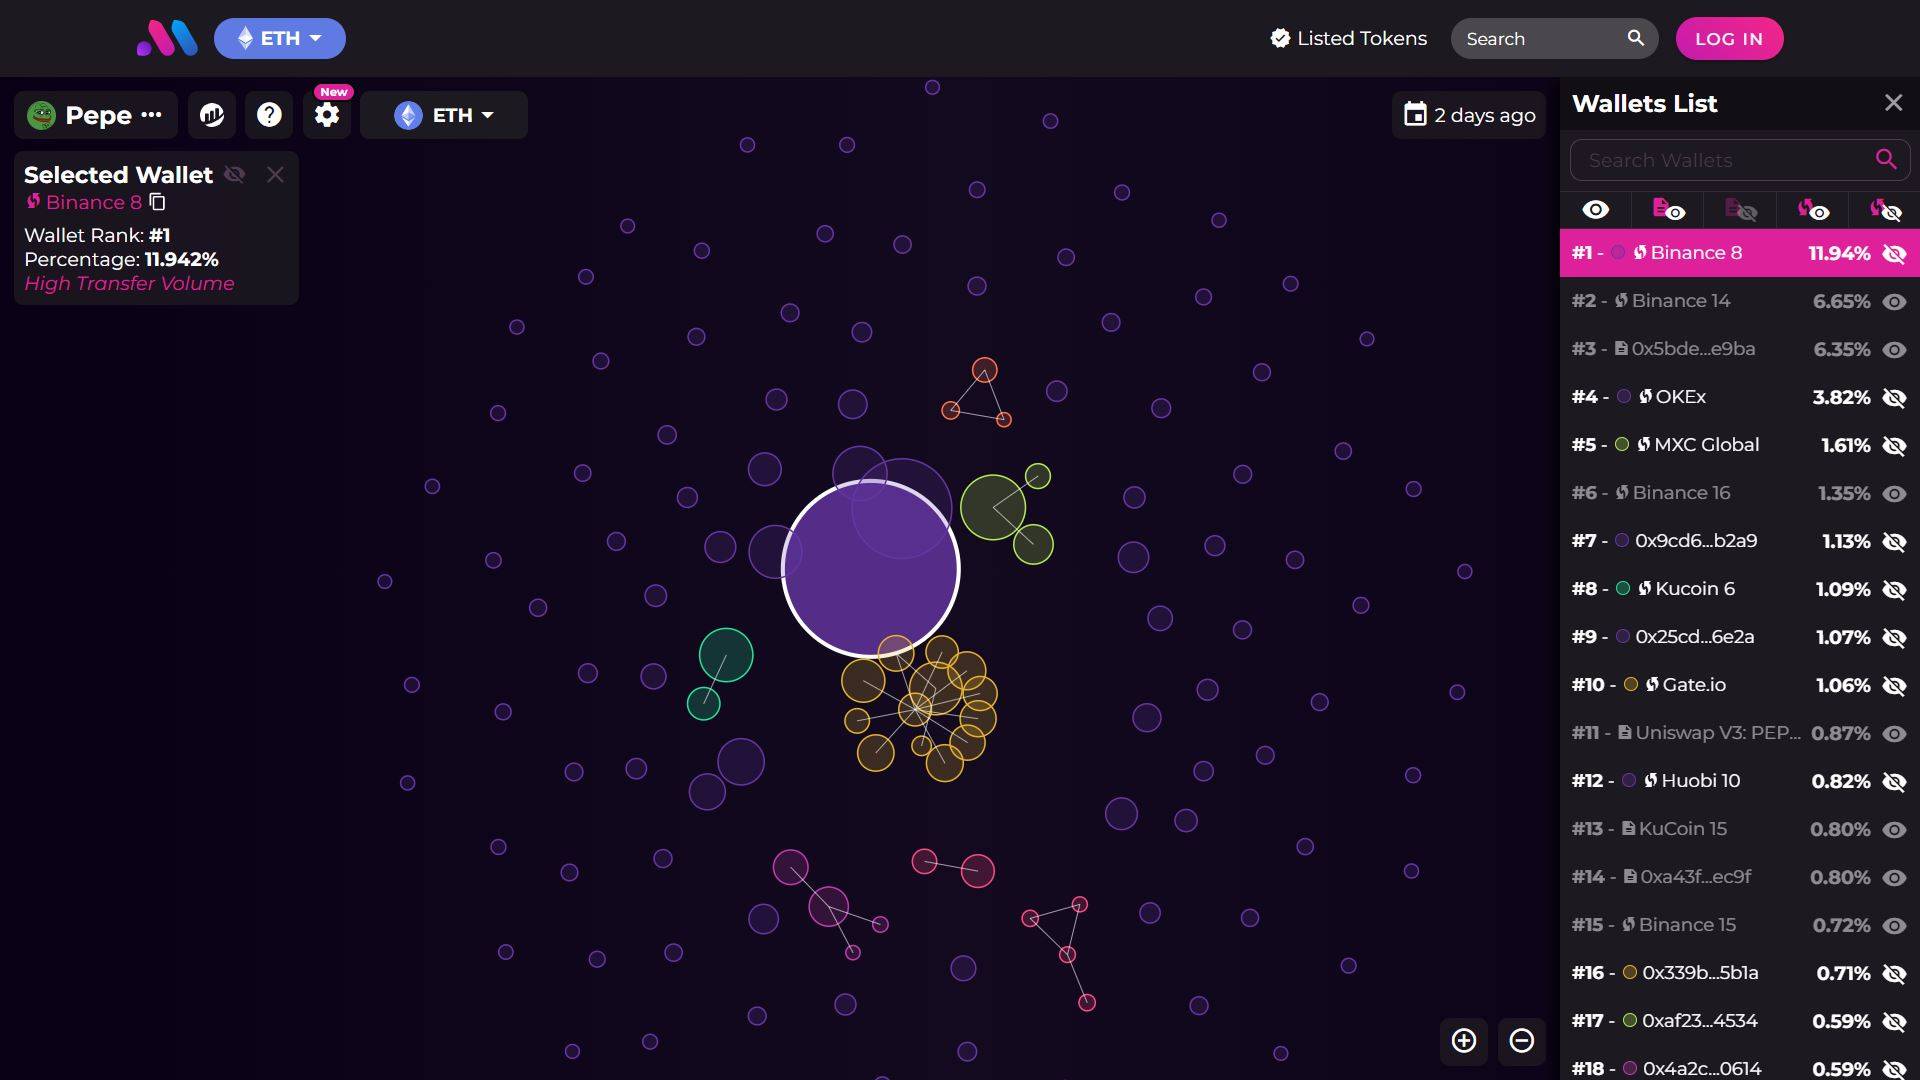 ETH
Listed Tokens
Search
LOG IN
Pepe ...
New
ETH
2 days ago
Selected Wallet
Binance 8
Wallet Rank: #1
Percentage: 11.942%
High Transfer Volume
Wallets List
Search Wallets
#1 - Binance 8 11.94%
#2 - Binance 14 6.65%
#3 - 0x5bde...e9ba 6.35%
#4 - OKEx 3.82%
#5 - MXC Global 1.61%
#6 - Binance 16 1.35%
#7 - 0x9cd6...b2a9 1.13%
#8 - Kucoin 6 1.09%
#9 - 0x25cd...6e2a 1.07%
#10 - Gate.io 1.06%
#11 - Uniswap V3: PEP... 0.87%
#12 - Huobi 10 0.82%
#13 - KuCoin 15 0.80%
#14 - 0xa43f...ec9f 0.80%
#15 - Binance 15 0.72%
#16 - 0x339b...5b1a 0.71%
#17 - 0xaf23...4534 0.59%
#18 - 0x4a2c...0614 0.59%